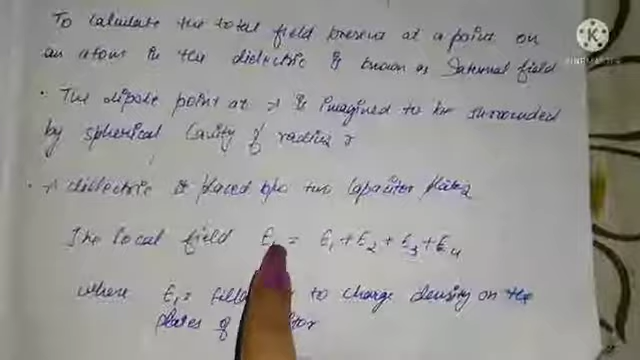 To calculate the total field present at a point on
an atom in the dielectric is known as Internal field
• The dipole point at A is imagined to be surrounded
by spherical cavity of radius r
• A dielectric is placed b/w two capacitor plates
The local field E = E₁ + E₂ + E₃ + E₄
where E₁ = to charge density on the
plates of
KINEMASTER